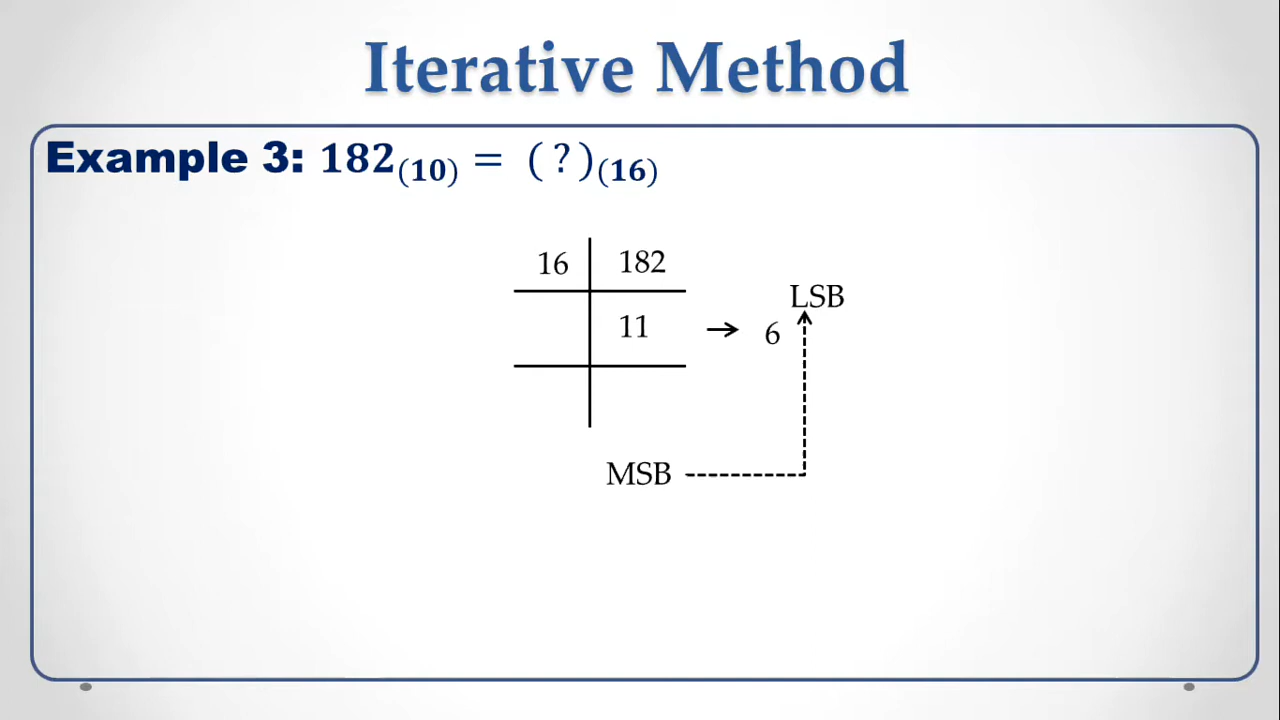 Iterative Method
Example 3: 182₍₁₀₎ = (?)₍₁₆₎
16 182
LSB
11 → 6
MSB